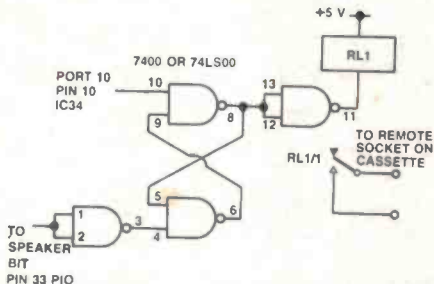 +5 V
RL1
7400 OR 74LS00
PORT 10
PIN 10
IC34
10
9
8
13
12
11
TO REMOTE
SOCKET ON
CASSETTE
RL1/1
5
4
6
1
2
3
TO
SPEAKER
BIT
PIN 33 PIO